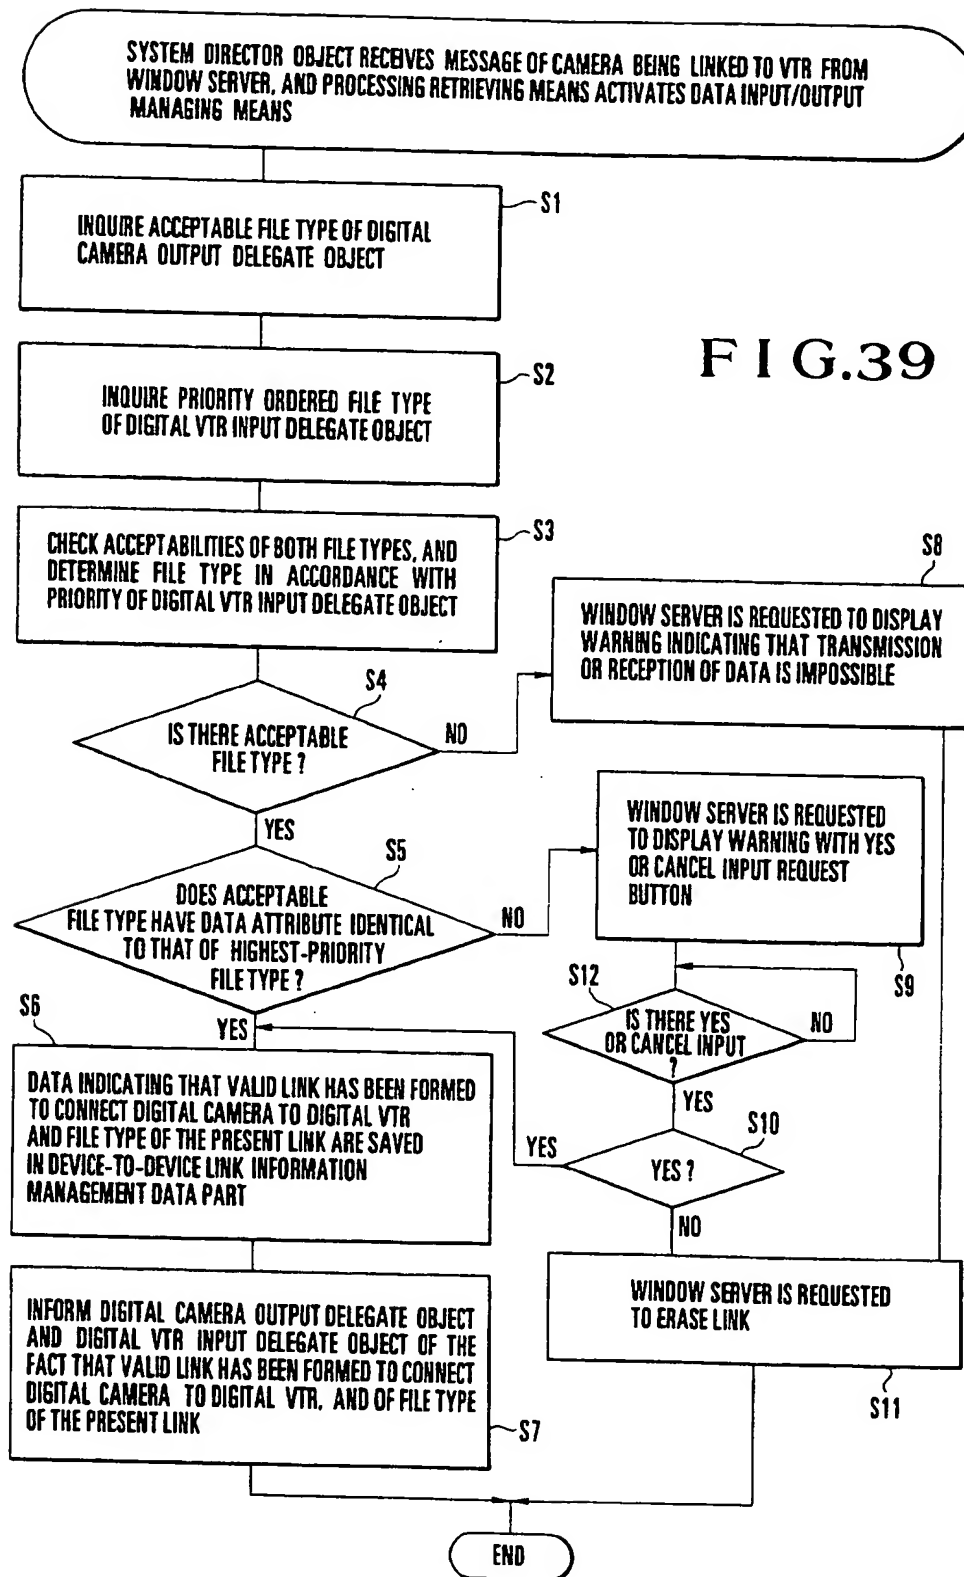 SYSTEM DIRECTOR OBJECT RECEIVES MESSAGE OF CAMERA BEING LINKED TO VTR FROM
WINDOW SERVER, AND PROCESSING RETRIEVING MEANS ACTIVATES DATA INPUT/OUTPUT
MANAGING MEANS
S1
INQUIRE ACCEPTABLE FILE TYPE OF DIGITAL
CAMERA OUTPUT DELEGATE OBJECT
FIG.39
S2
INQUIRE PRIORITY ORDERED FILE TYPE
OF DIGITAL VTR INPUT DELEGATE OBJECT
S3
CHECK ACCEPTABILITIES OF BOTH FILE TYPES, AND
DETERMINE FILE TYPE IN ACCORDANCE WITH
PRIORITY OF DIGITAL VTR INPUT DELEGATE OBJECT
S8
WINDOW SERVER IS REQUESTED TO DISPLAY
WARNING INDICATING THAT TRANSMISSION
OR RECEPTION OF DATA IS IMPOSSIBLE
S4
IS THERE ACCEPTABLE
FILE TYPE ?
NO
YES
S5
DOES ACCEPTABLE
FILE TYPE HAVE DATA ATTRIBUTE IDENTICAL
TO THAT OF HIGHEST-PRIORITY
FILE TYPE ?
NO
YES
WINDOW SERVER IS REQUESTED
TO DISPLAY WARNING WITH YES
OR CANCEL INPUT REQUEST
BUTTON
S9
S12
IS THERE YES
OR CANCEL INPUT
?
NO
YES
S10
YES ?
YES
NO
S6
DATA INDICATING THAT VALID LINK HAS BEEN FORMED
TO CONNECT DIGITAL CAMERA TO DIGITAL VTR
AND FILE TYPE OF THE PRESENT LINK ARE SAVED
IN DEVICE-TO-DEVICE LINK INFORMATION
MANAGEMENT DATA PART
WINDOW SERVER IS REQUESTED
TO ERASE LINK
S11
INFORM DIGITAL CAMERA OUTPUT DELEGATE OBJECT
AND DIGITAL VTR INPUT DELEGATE OBJECT OF THE
FACT THAT VALID LINK HAS BEEN FORMED TO CONNECT
DIGITAL CAMERA TO DIGITAL VTR, AND OF FILE TYPE
OF THE PRESENT LINK
S7
END